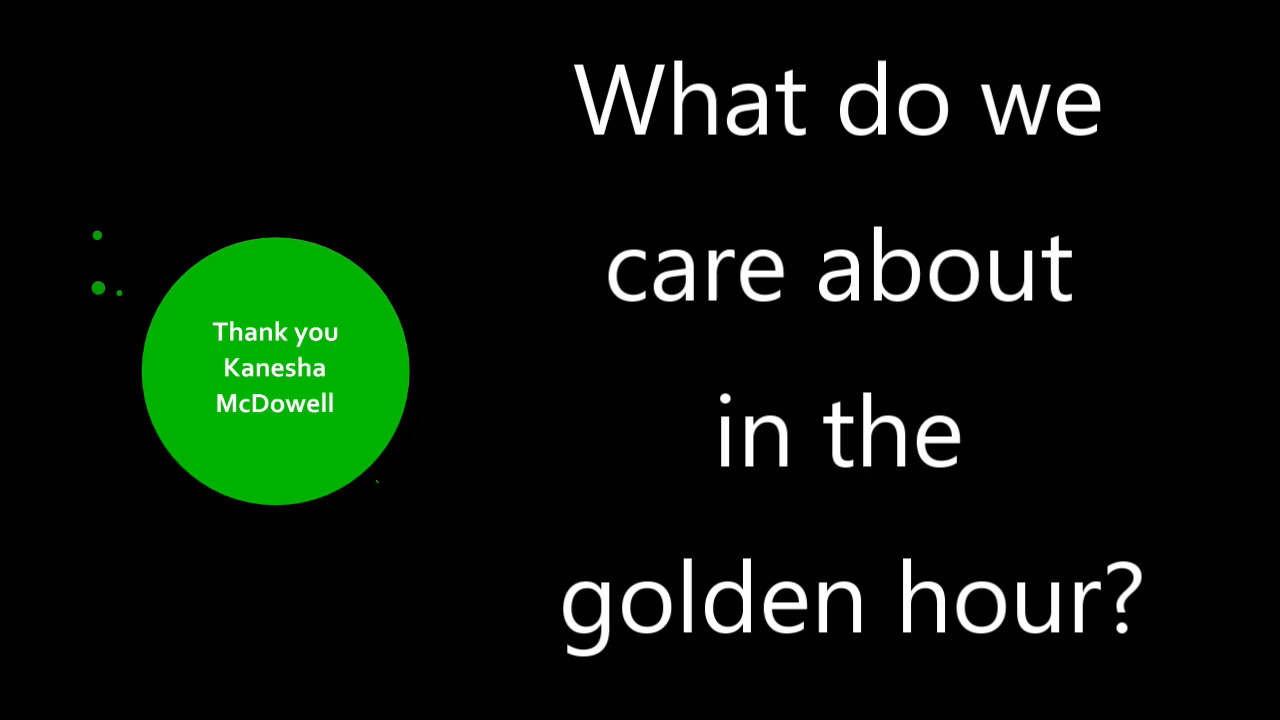 Thank you
Kanesha
McDowell
What do we
care about
in the
golden hour?